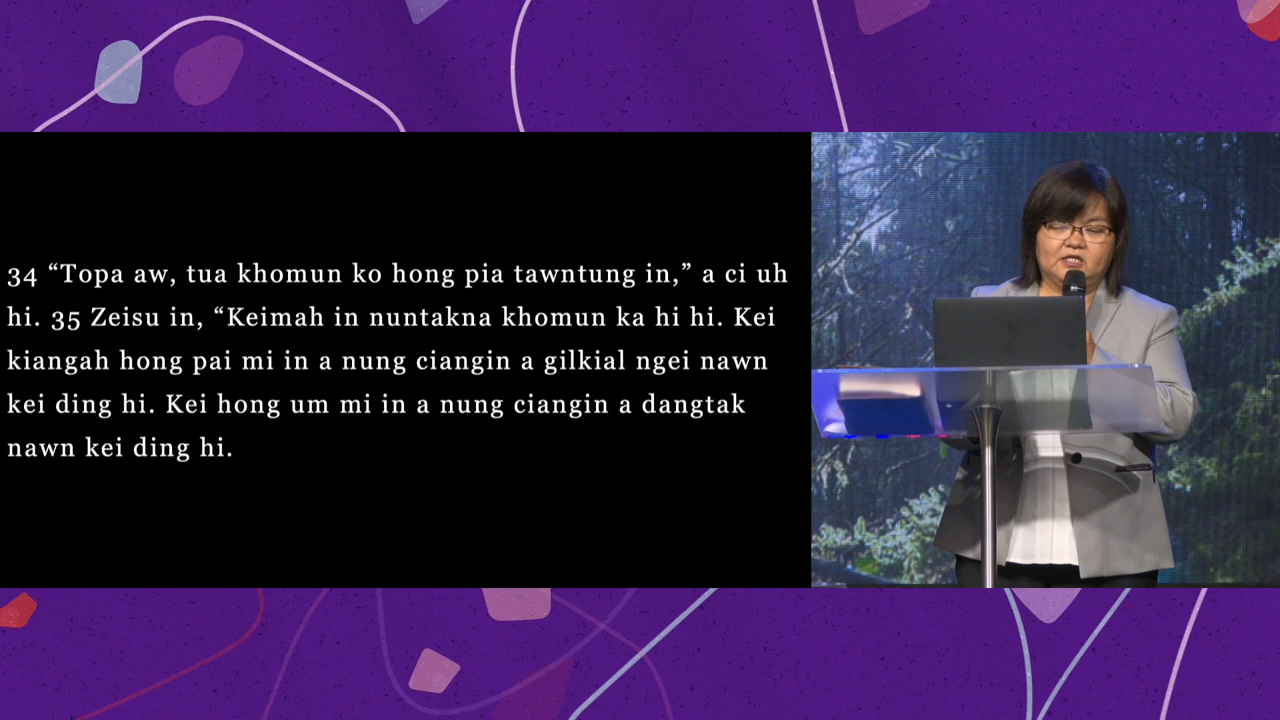 34 “Topa aw, tua khomun ko hong pia tawntung in,” a ci uh
hi. 35 Zeisu in, “Keimah in nuntakna khomun ka hi hi. Kei
kiangah hong pai mi in a nung ciangin a gilkial ngei nawn
kei ding hi. Kei hong um mi in a nung ciangin a dangtak
nawn kei ding hi.